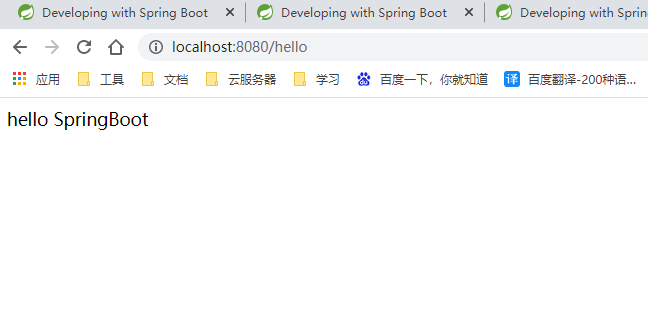 Developing with Spring Boot Developing with Spring Boot Developing with Sprin
localhost:8080/hello
应用 工具 文档 云服务器 学习 百度一下，你就知道 译 百度翻译-200种语...
hello SpringBoot